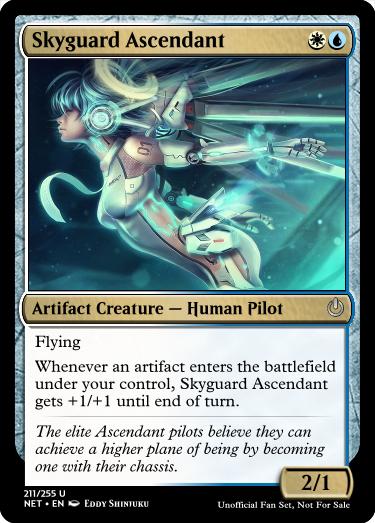 Skyguard Ascendant
01
Artifact Creature — Human Pilot
Flying
Whenever an artifact enters the battlefield
under your control, Skyguard Ascendant
gets +1/+1 until end of turn.
The elite Ascendant pilots believe they can
achieve a higher plane of being by becoming
one with their chassis.
2/1
211/255 U
NET • EN Eddy Shinjuku
Unofficial Fan Set, Not For Sale